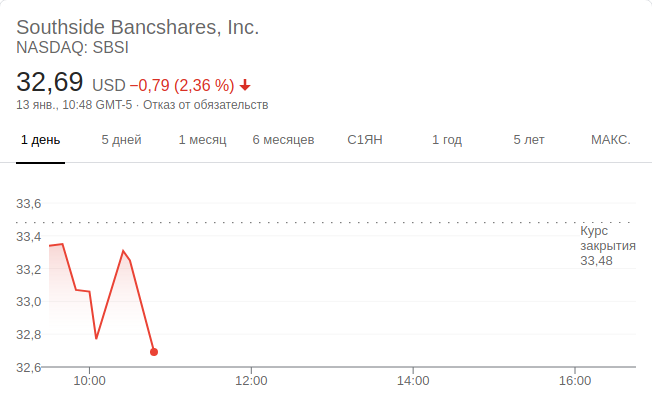 Southside Bancshares, Inc.
NASDAQ: SBSI
32,69 USD −0,79 (2,36 %)
13 янв., 10:48 GMT-5 · Отказ от обязательств
1 день 5 дней 1 месяц 6 месяцев С1ЯН 1 год 5 лет МАКС.
33,6
33,4
Курс
закрытия
33,48
33,2
33,0
32,8
32,6
10:00 12:00 14:00 16:00